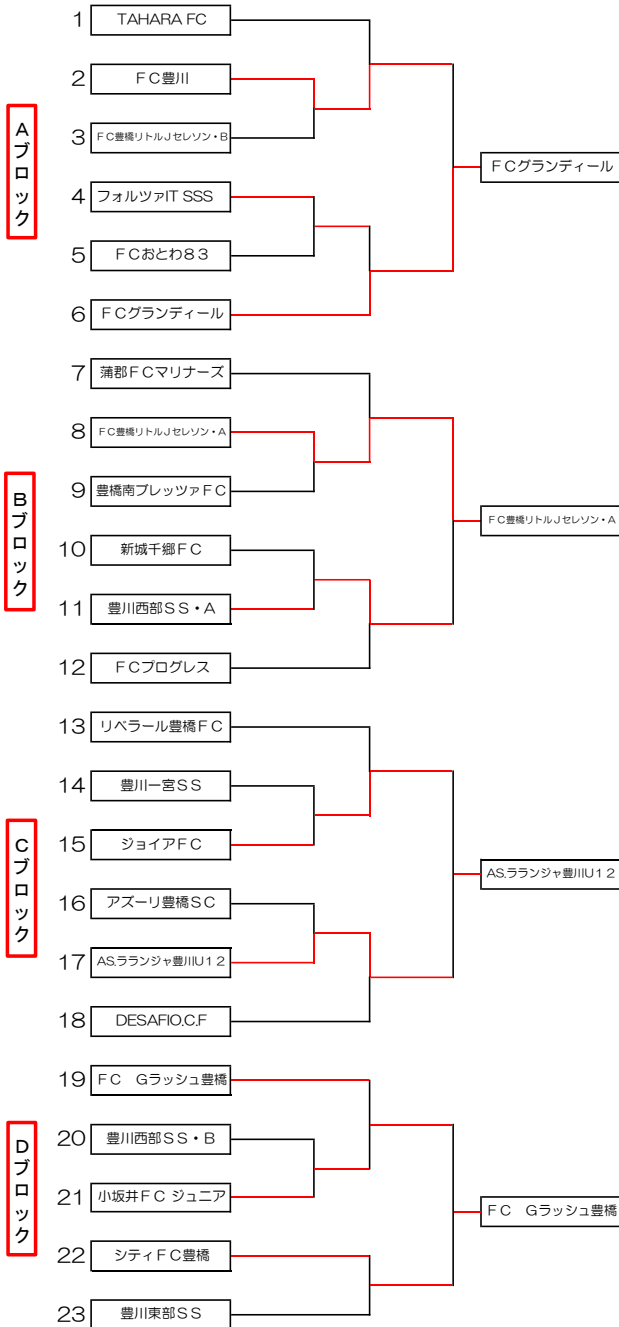 1 TAHARA FC
2 FC豊川
3 FC豊橋リトルJセレソン・B
Aブロック
FCグランディール
4 フォルツァIT SSS
5 FCおとわ83
6 FCグランディール
7 蒲郡FCマリナーズ
8 FC豊橋リトルJセレソン・A
9 豊橋南プレッツァFC
Bブロック
FC豊橋リトルJセレソン・A
10 新城千郷FC
11 豊川西部SS・A
12 FCプログレス
13 リベラール豊橋FC
14 豊川一宮SS
15 ジョイアFC
Cブロック
AS.ラランジャ豊川U12
16 アズーリ豊橋SC
17 AS.ラランジャ豊川U12
18 DESAFIO.C.F
19 FC Gラッシュ豊橋
20 豊川西部SS・B
Dブロック
21 小坂井FC ジュニア
FC Gラッシュ豊橋
22 シティFC豊橋
23 豊川東部SS